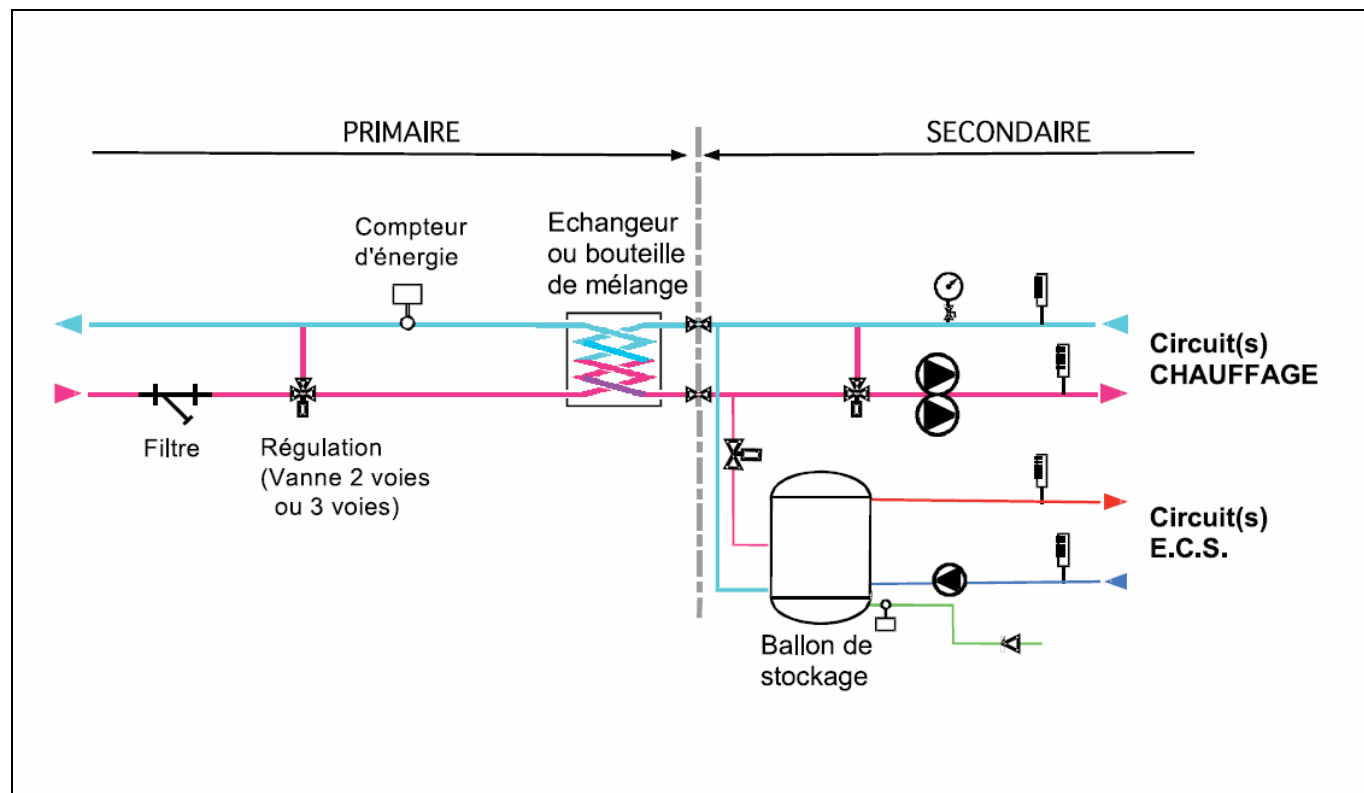 PRIMAIRE
SECONDAIRE
Compteur
d'énergie
Echangeur
ou bouteille
de mélange
Circuit(s)
CHAUFFAGE
Filtre
Régulation
(Vanne 2 voies
ou 3 voies)
Circuit(s)
E.C.S.
Ballon de
stockage